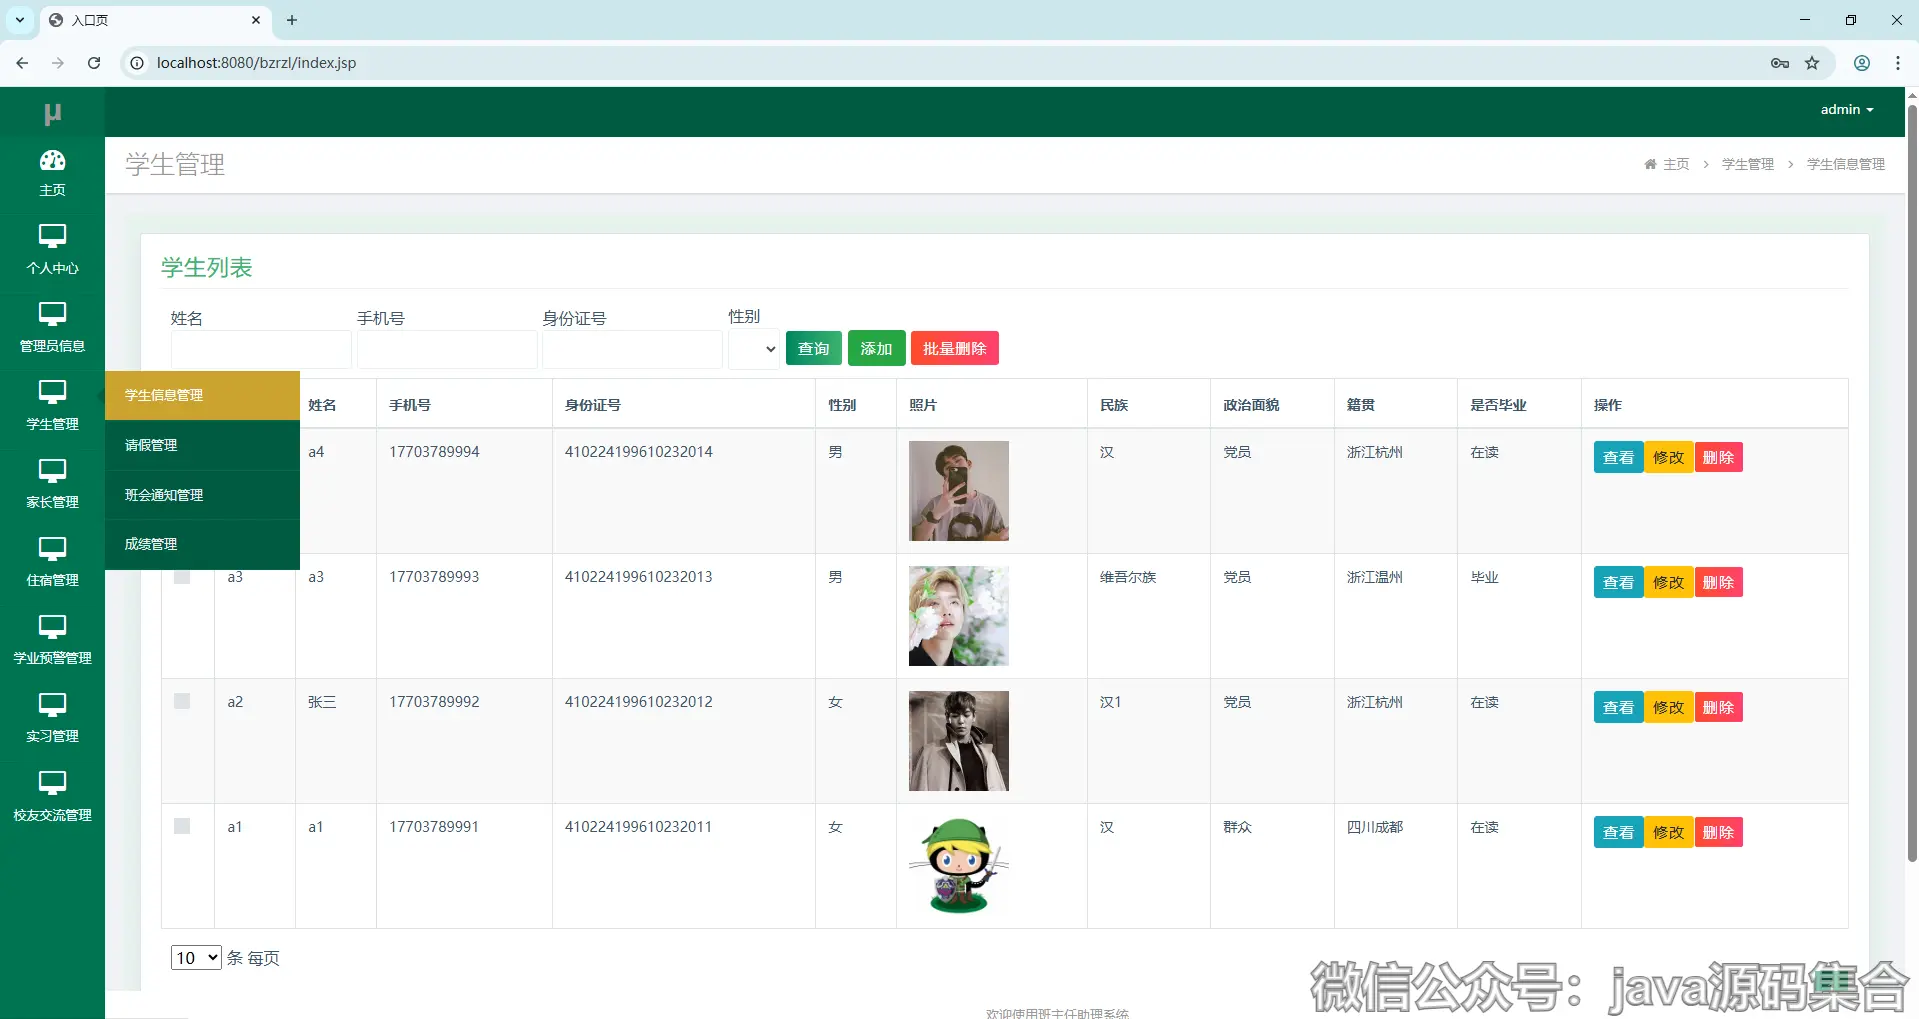 入口页
localhost:8080/bzrzl/index.jsp
μ
admin
主页
个人中心
管理员信息
学生管理
家长管理
住宿管理
学业预警管理
实习管理
校友交流管理
学生管理
主页 > 学生管理 > 学生信息管理
学生列表
姓名 手机号 身份证号 性别
查询 添加 批量删除
学生信息管理
请假管理
班会通知管理
成绩管理
姓名 手机号 身份证号 性别 照片 民族 政治面貌 籍贯 是否毕业 操作
a4 17703789994 410224199610232014 男 汉 党员 浙江杭州 在读 查看 修改 删除
a3 a3 17703789993 410224199610232013 男 维吾尔族 党员 浙江温州 毕业 查看 修改 删除
a2 张三 17703789992 410224199610232012 女 汉1 党员 浙江杭州 在读 查看 修改 删除
a1 a1 17703789991 410224199610232011 女 汉 群众 四川成都 在读 查看 修改 删除
10 条 每页
微信公众号：java源码集合
欢迎使用班主任助理系统